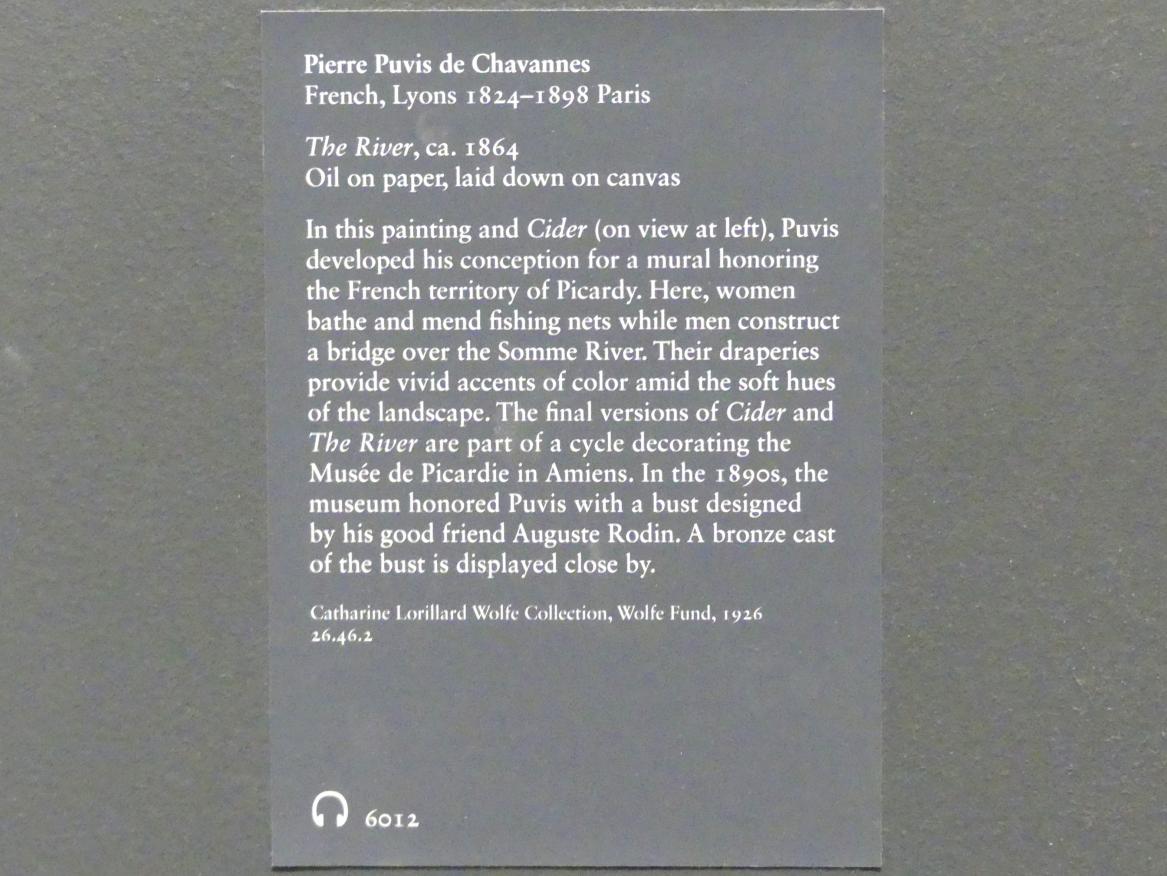 Pierre Puvis de Chavannes
French, Lyons 1824–1898 Paris
The River, ca. 1864
Oil on paper, laid down on canvas
In this painting and Cider (on view at left), Puvis
developed his conception for a mural honoring
the French territory of Picardy. Here, women
bathe and mend fishing nets while men construct
a bridge over the Somme River. Their draperies
provide vivid accents of color amid the soft hues
of the landscape. The final versions of Cider and
The River are part of a cycle decorating the
Musée de Picardie in Amiens. In the 1890s, the
museum honored Puvis with a bust designed
by his good friend Auguste Rodin. A bronze cast
of the bust is displayed close by.
Catharine Lorillard Wolfe Collection, Wolfe Fund, 1926
26.46.2
6012